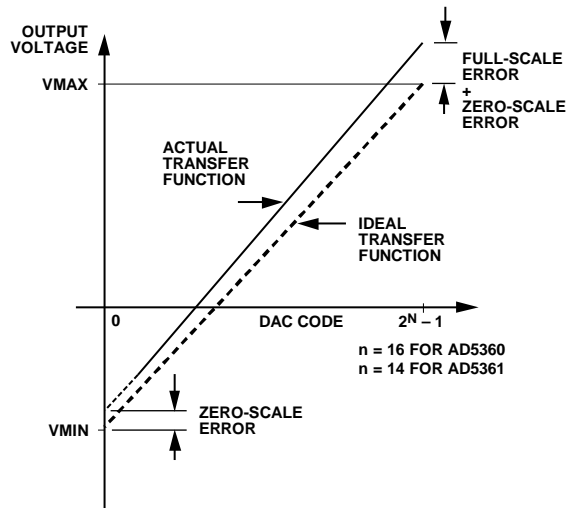 OUTPUT
VOLTAGE
VMAX
FULL-SCALE
ERROR
+
ZERO-SCALE
ERROR
ACTUAL
TRANSFER
FUNCTION
IDEAL
TRANSFER
FUNCTION
0
DAC CODE
2ᴺ – 1
n = 16 FOR AD5360
n = 14 FOR AD5361
ZERO-SCALE
ERROR
VMIN